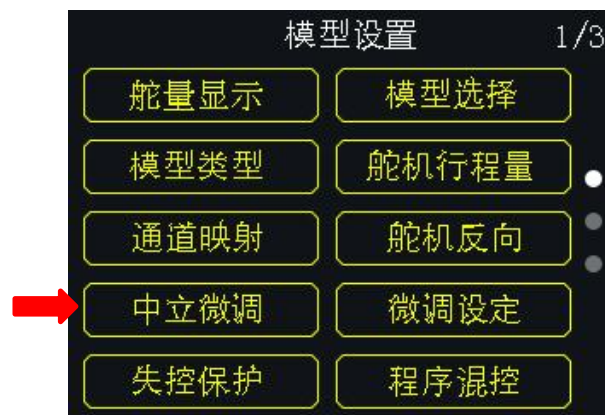 模型设置 1/3
舵量显示 模型选择
模型类型 舵机行程量
通道映射 舵机反向
中立微调 微调设定
失控保护 程序混控